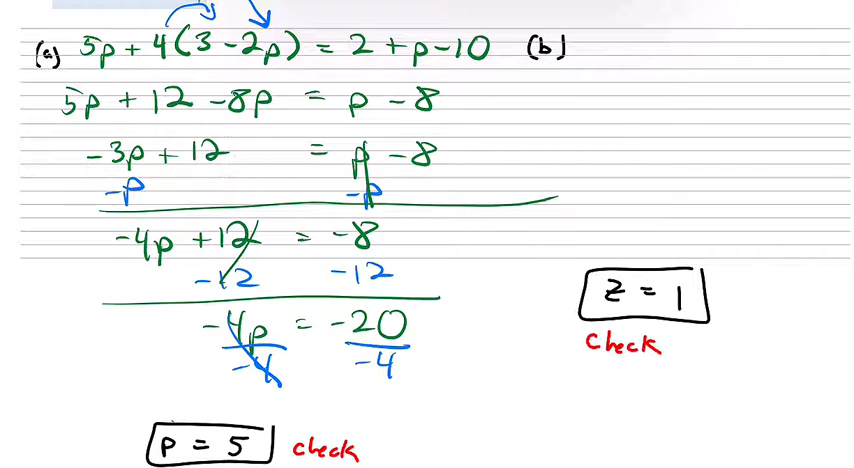 (a) 5p + 4(3 - 2p) = 2 + p - 10 (b)
5p + 12 - 8p = p - 8
-3p + 12 = p - 8
-p -p
-4p + 12 = -8
-12 -12
z = 1
-4p = -20
check
-4 -4
p = 5 check